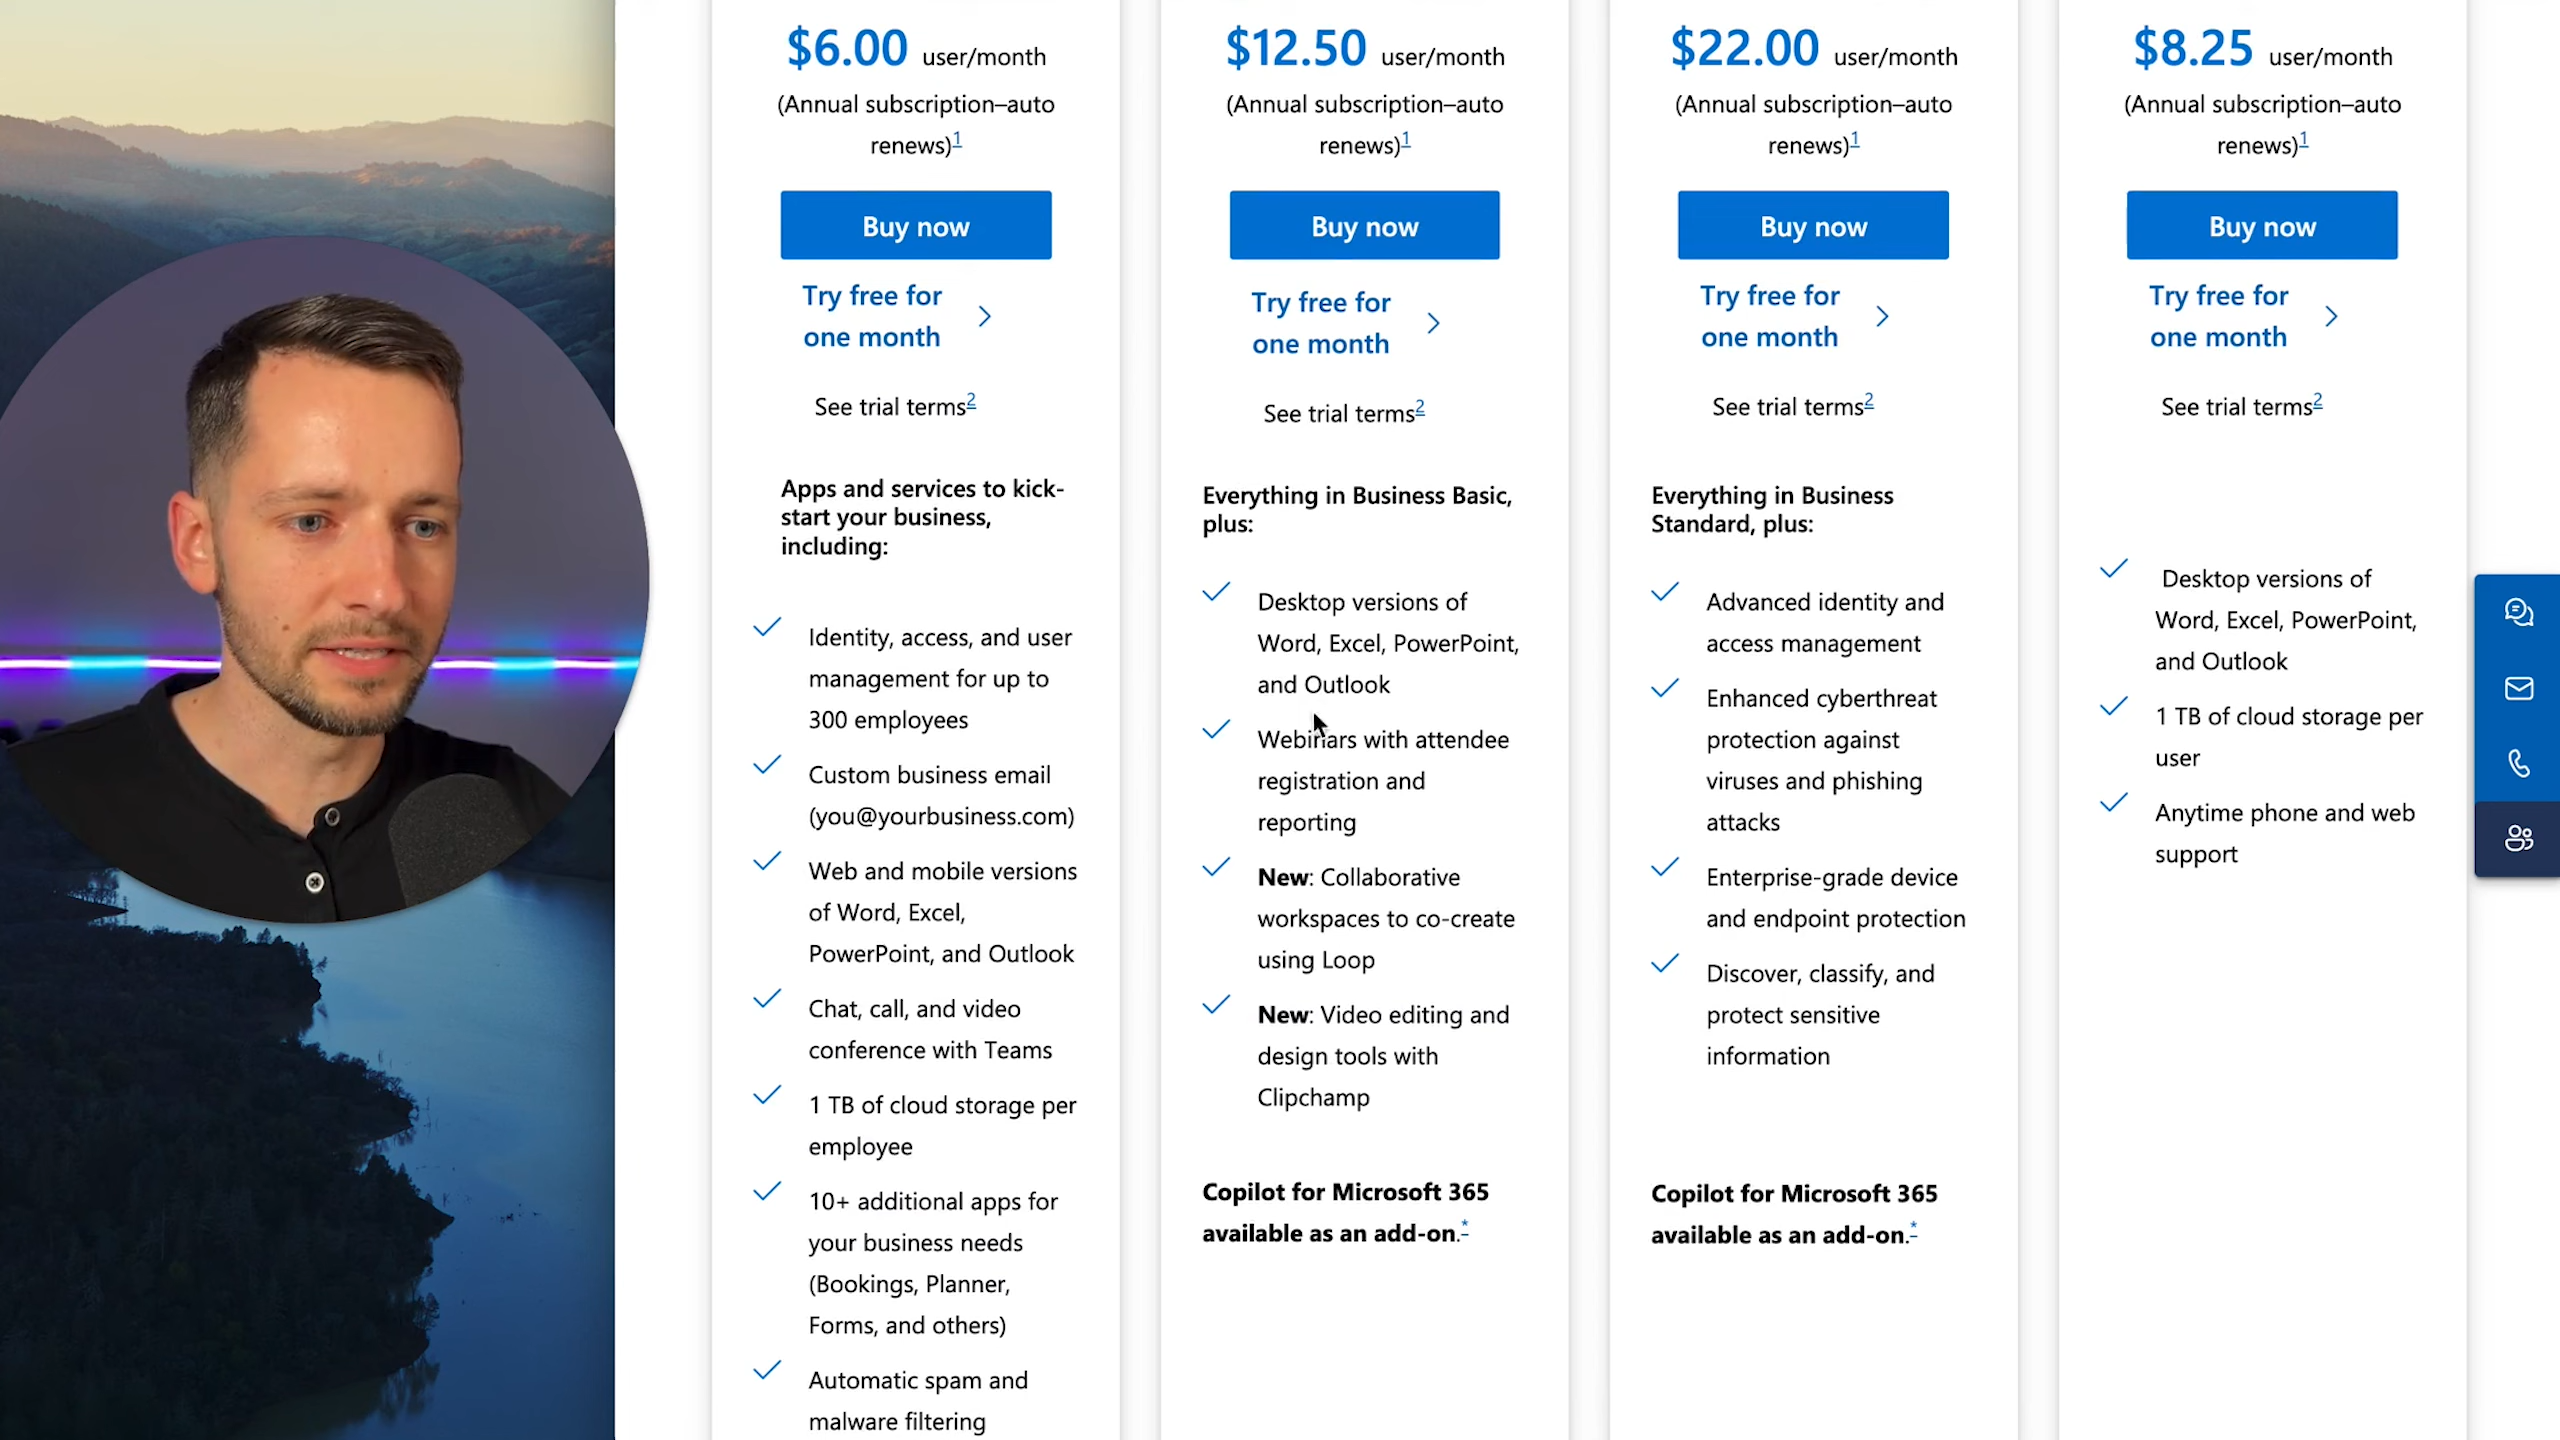 $6.00 user/month
(Annual subscription–auto
renews)1
Buy now
Try free for
one month
See trial terms2
Apps and services to kick-
start your business,
including:
Identity, access, and user
management for up to
300 employees
Custom business email
(you@yourbusiness.com)
Web and mobile versions
of Word, Excel,
PowerPoint, and Outlook
Chat, call, and video
conference with Teams
1 TB of cloud storage per
employee
10+ additional apps for
your business needs
(Bookings, Planner,
Forms, and others)
Automatic spam and
malware filtering
$12.50 user/month
(Annual subscription–auto
renews)1
Buy now
Try free for
one month
See trial terms2
Everything in Business Basic,
plus:
Desktop versions of
Word, Excel, PowerPoint,
and Outlook
Webinars with attendee
registration and
reporting
New: Collaborative
workspaces to co-create
using Loop
New: Video editing and
design tools with
Clipchamp
Copilot for Microsoft 365
available as an add-on.*
$22.00 user/month
(Annual subscription–auto
renews)1
Buy now
Try free for
one month
See trial terms2
Everything in Business
Standard, plus:
Advanced identity and
access management
Enhanced cyberthreat
protection against
viruses and phishing
attacks
Enterprise-grade device
and endpoint protection
Discover, classify, and
protect sensitive
information
Copilot for Microsoft 365
available as an add-on.*
$8.25 user/month
(Annual subscription–auto
renews)1
Buy now
Try free for
one month
See trial terms2
Desktop versions of
Word, Excel, PowerPoint,
and Outlook
1 TB of cloud storage per
user
Anytime phone and web
support